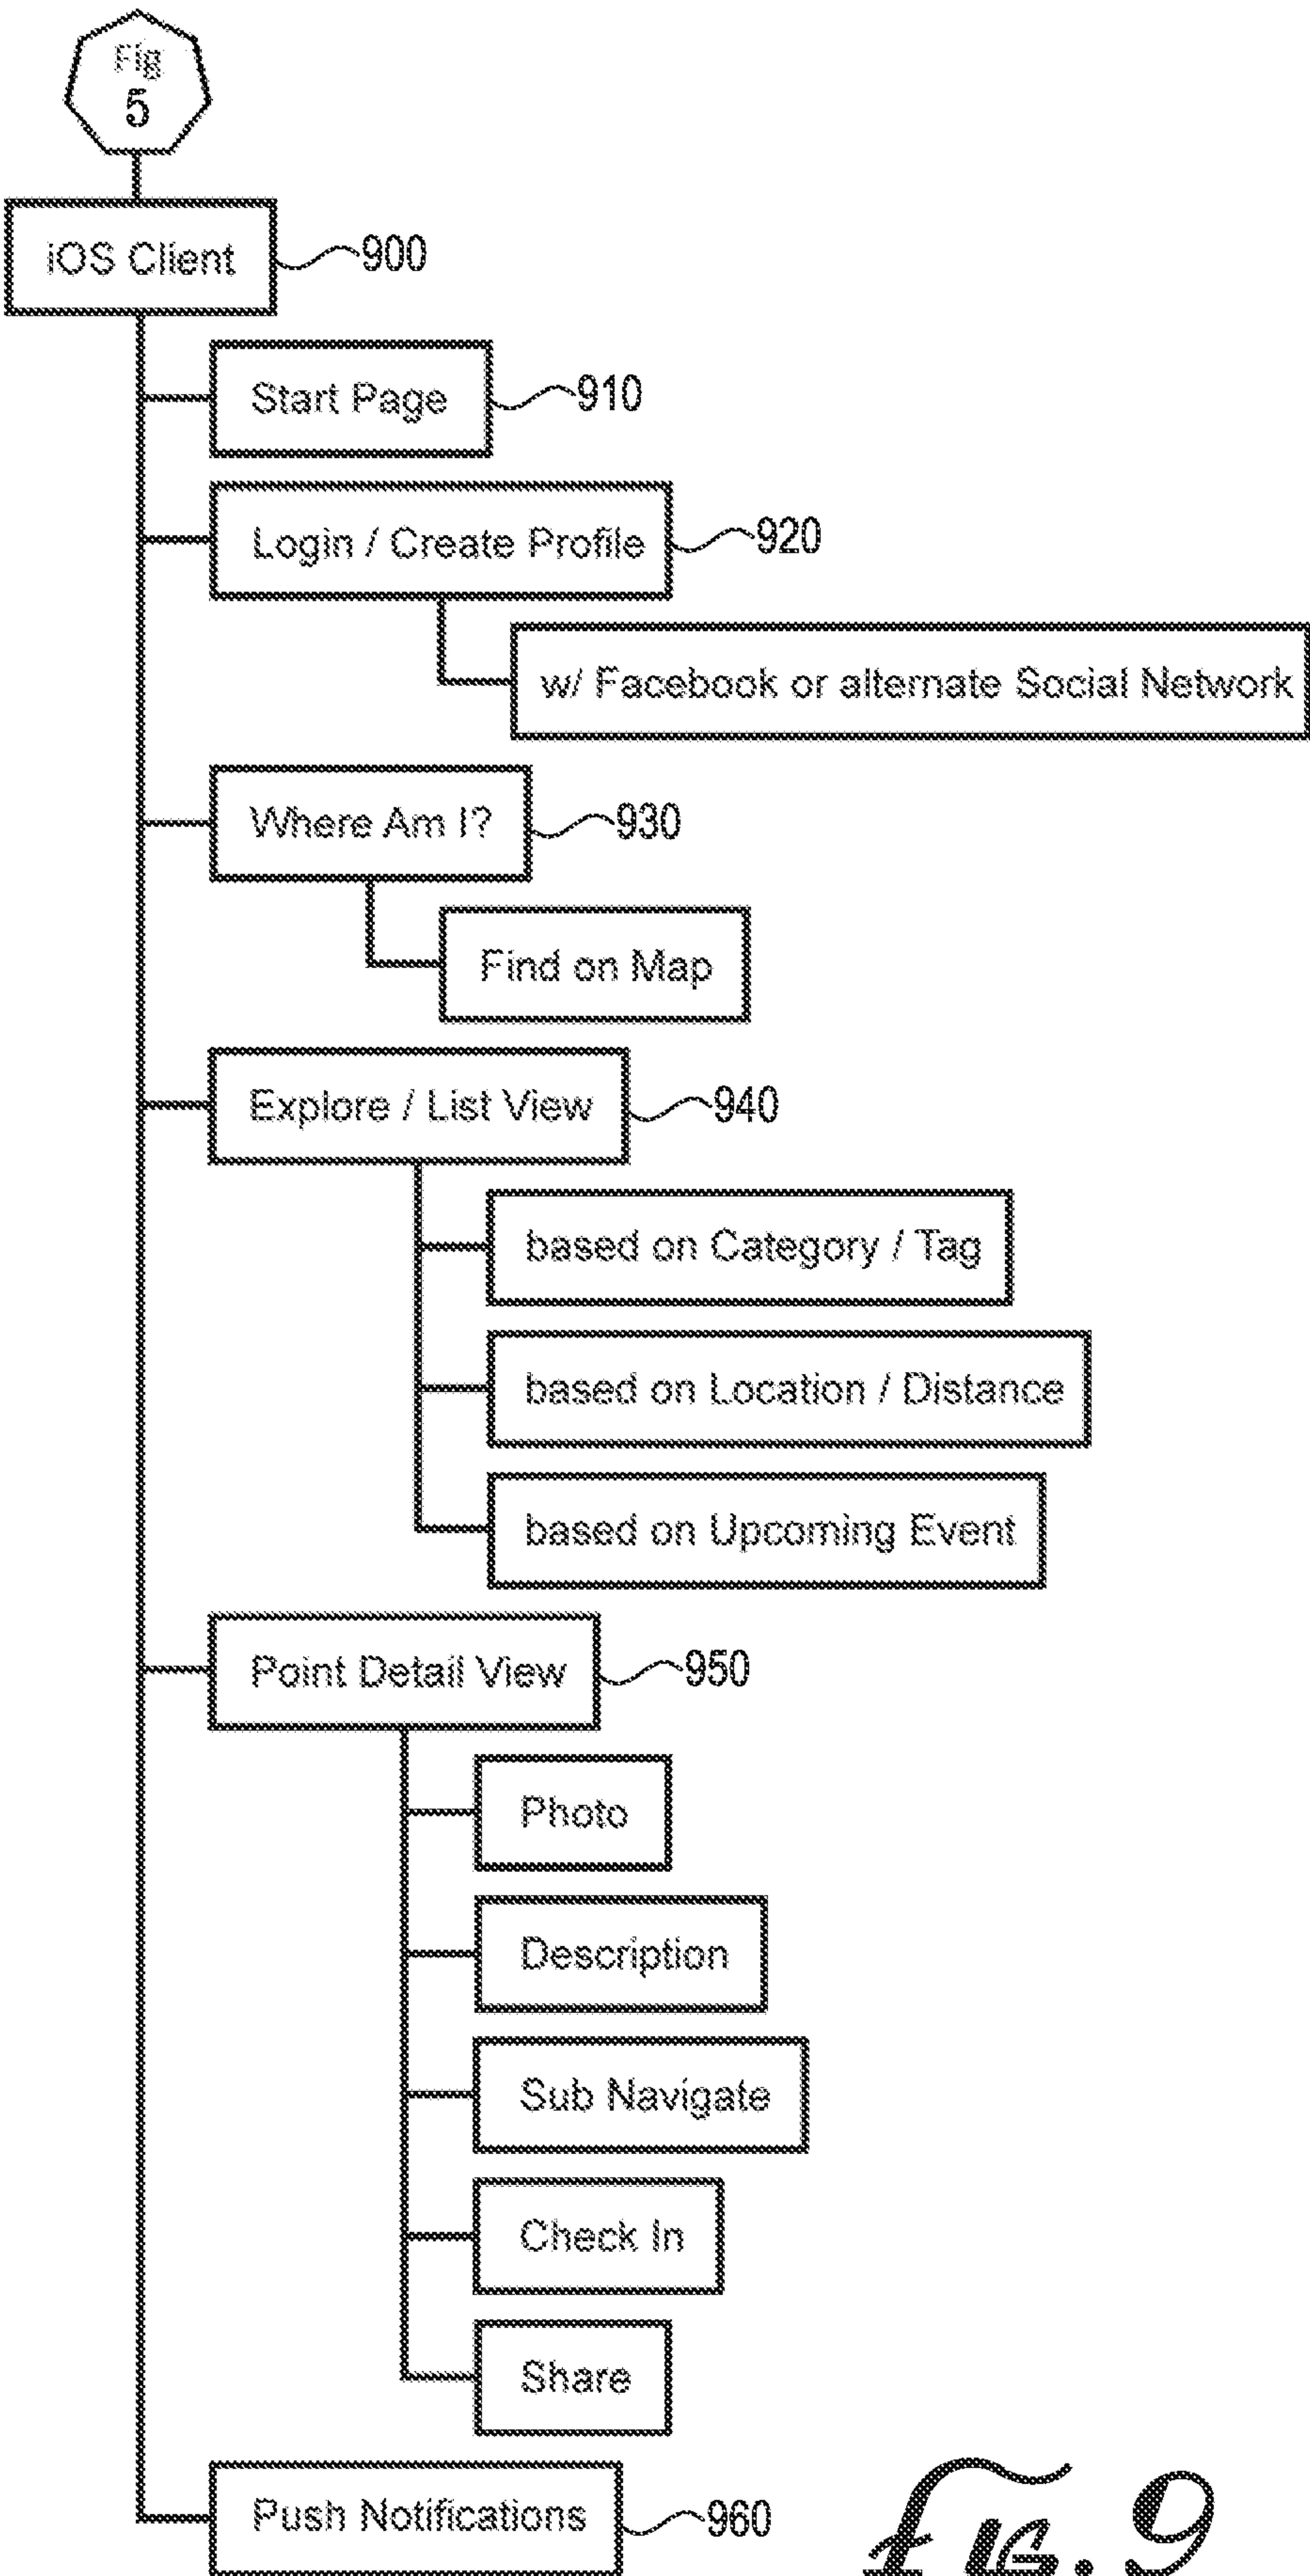 Fig
5
iOS Client 900
Start Page 910
Login / Create Profile 920
w/ Facebook or alternate Social Network
Where Am I? 930
Find on Map
Explore / List View 940
based on Category / Tag
based on Location / Distance
based on Upcoming Event
Point Detail View 950
Photo
Description
Sub Navigate
Check In
Share
Push Notifications 960
FIG. 9